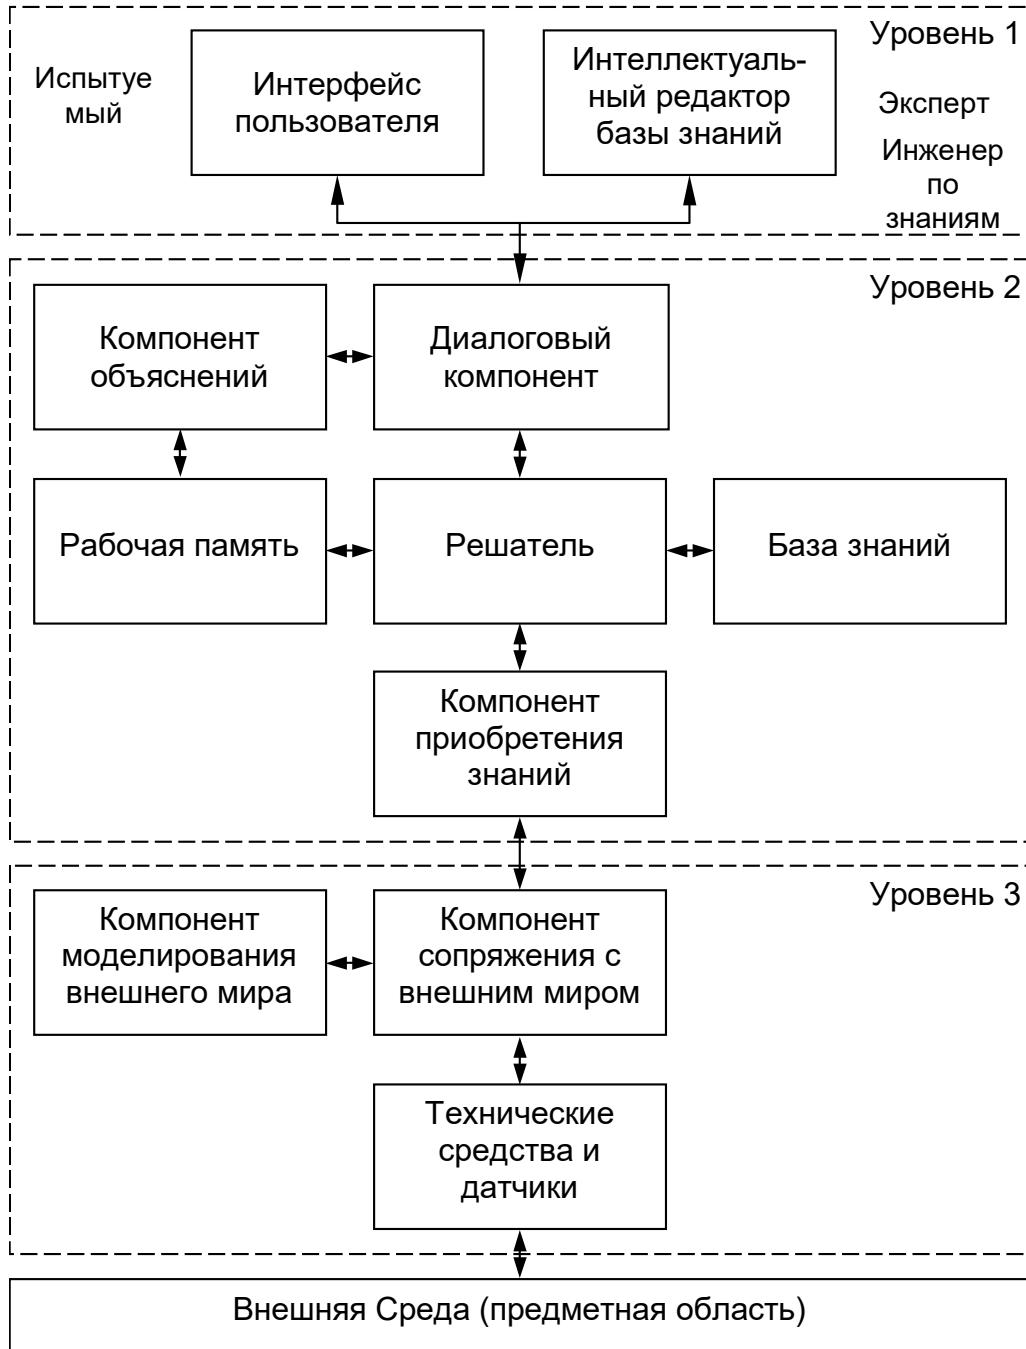 Уровень 1
Испытуе
мый
Интерфейс
пользователя
Интеллектуаль-
ный редактор
базы знаний
Эксперт
Инженер
по
знаниям
Уровень 2
Компонент
объяснений
Диалоговый
компонент
Рабочая память
Решатель
База знаний
Компонент
приобретения
знаний
Уровень 3
Компонент
моделирования
внешнего мира
Компонент
сопряжения с
внешним миром
Технические
средства и
датчики
Внешняя Среда (предметная область)